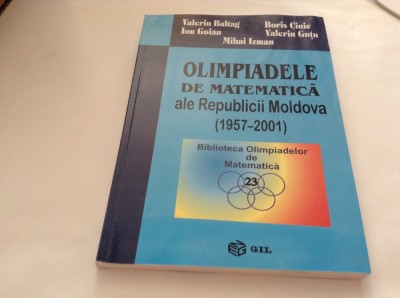 Valeriu Baltag Boris Cinic
Ion Goian Valeriu Guțu
Mihai Izman
OLIMPIADELE
DE MATEMATICĂ
ale Republicii Moldova
(1957-2001)
Biblioteca Olimpiadelor
de
Matematică
23
GIL